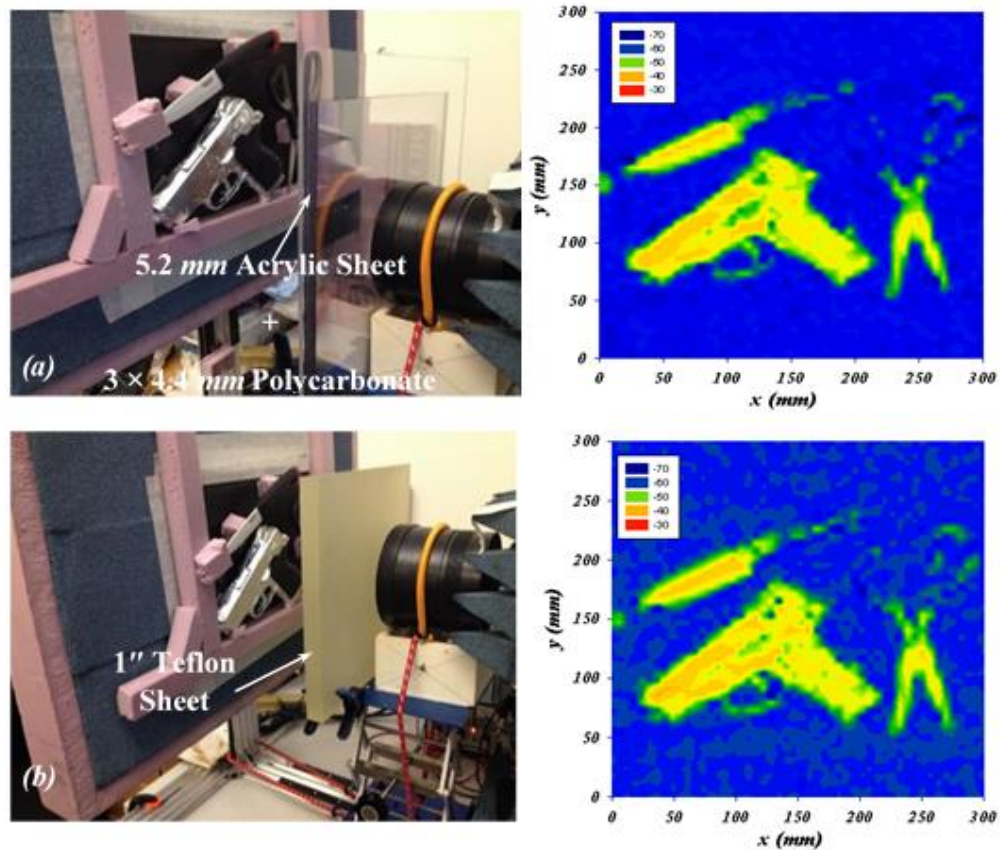 5.2 mm Acrylic Sheet
+
3 × 4.4 mm Polycarbonate
(a)
300
250
200
150
100
50
0
y (mm)
-70
-60
-50
-40
-30
0 50 100 150 200 250 300
x (mm)
1" Teflon
Sheet
(b)
300
250
200
150
100
50
0
y (mm)
-70
-60
-50
-40
-30
0 50 100 150 200 250 300
x (mm)